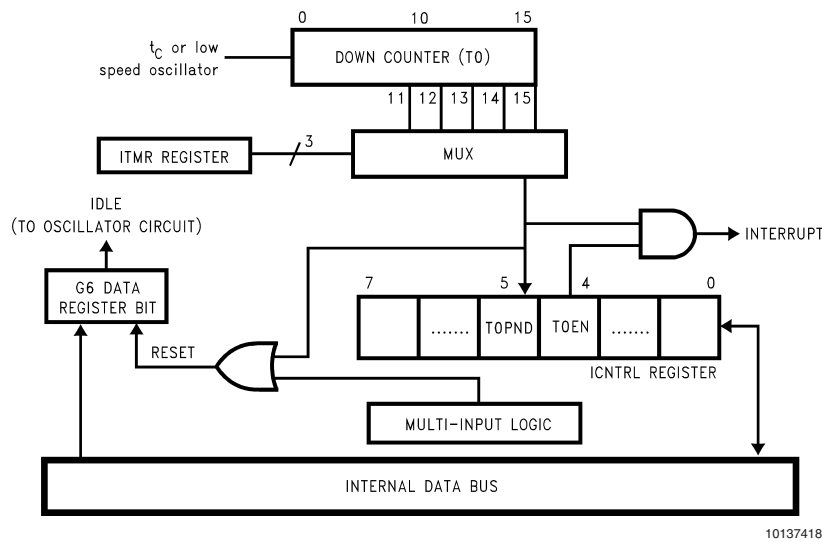 0 10 15
t_C or low
speed oscillator
DOWN COUNTER (T0)
11 12 13 14 15
ITMR REGISTER
3
MUX
IDLE
(TO OSCILLATOR CIRCUIT)
INTERRUPT
G6 DATA
REGISTER BIT
7 5 4 0
....... T0PND T0EN .......
RESET
ICNTRL REGISTER
MULTI-INPUT LOGIC
INTERNAL DATA BUS
10137418